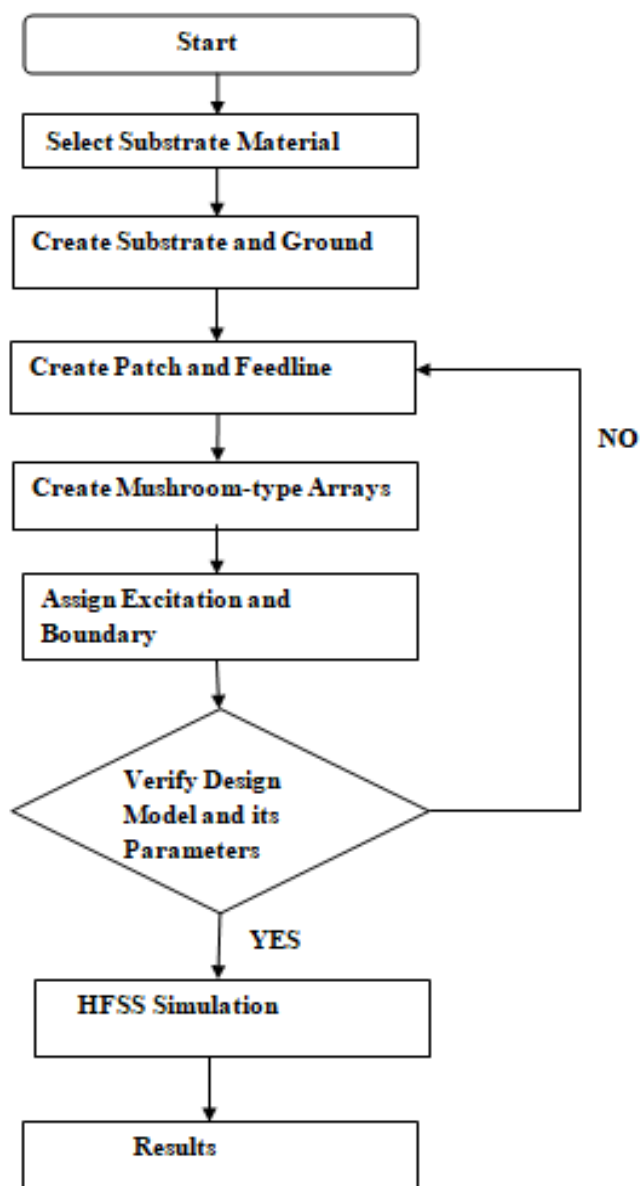 Start
Select Substrate Material
Create Substrate and Ground
Create Patch and Feedline
NO
Create Mushroom-type Arrays
Assign Excitation and
Boundary
Verify Design
Model and its
Parameters
YES
HFSS Simulation
Results